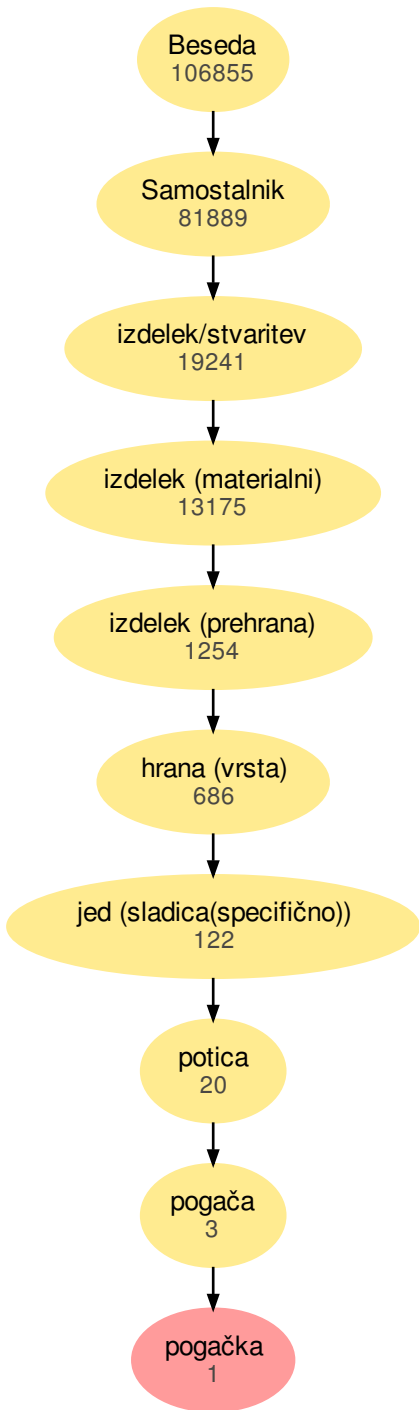 Beseda
106855
Samostalnik
81889
izdelek/stvaritev
19241
izdelek (materialni)
13175
izdelek (prehrana)
1254
hrana (vrsta)
686
jed (sladica(specifično))
122
potica
20
pogača
3
pogačka
1